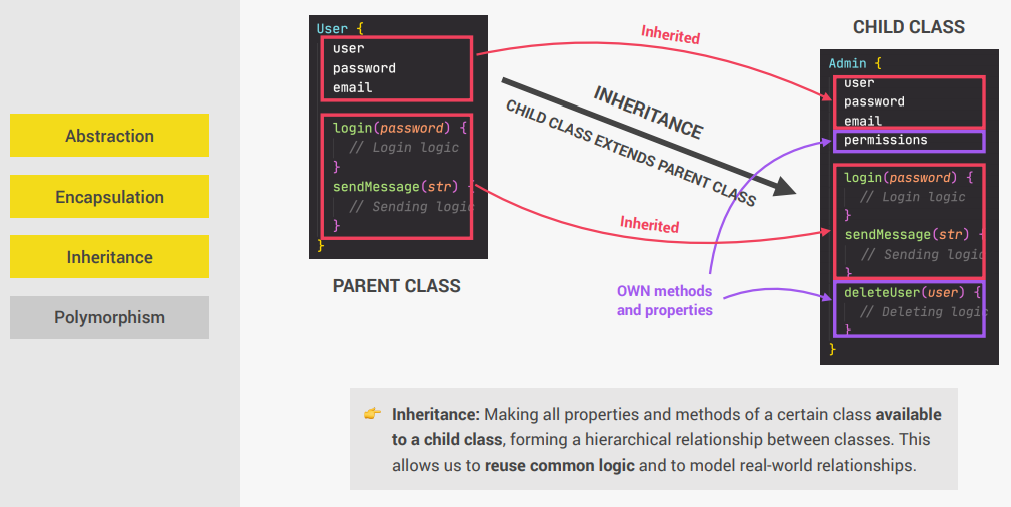 Abstraction
Encapsulation
Inheritance
Polymorphism
User {
user
password
email
login(password) {
// Login logic
}
sendMessage(str) {
// Sending logic
}
}
PARENT CLASS
Inherited
INHERITANCE
CHILD CLASS EXTENDS PARENT CLASS
Inherited
OWN methods
and properties
CHILD CLASS
Admin {
user
password
email
permissions
login(password) {
// Login logic
}
sendMessage(str) {
// Sending logic
}
deleteUser(user) {
// Deleting logic
}
}
👉 Inheritance: Making all properties and methods of a certain class available
to a child class, forming a hierarchical relationship between classes. This
allows us to reuse common logic and to model real-world relationships.